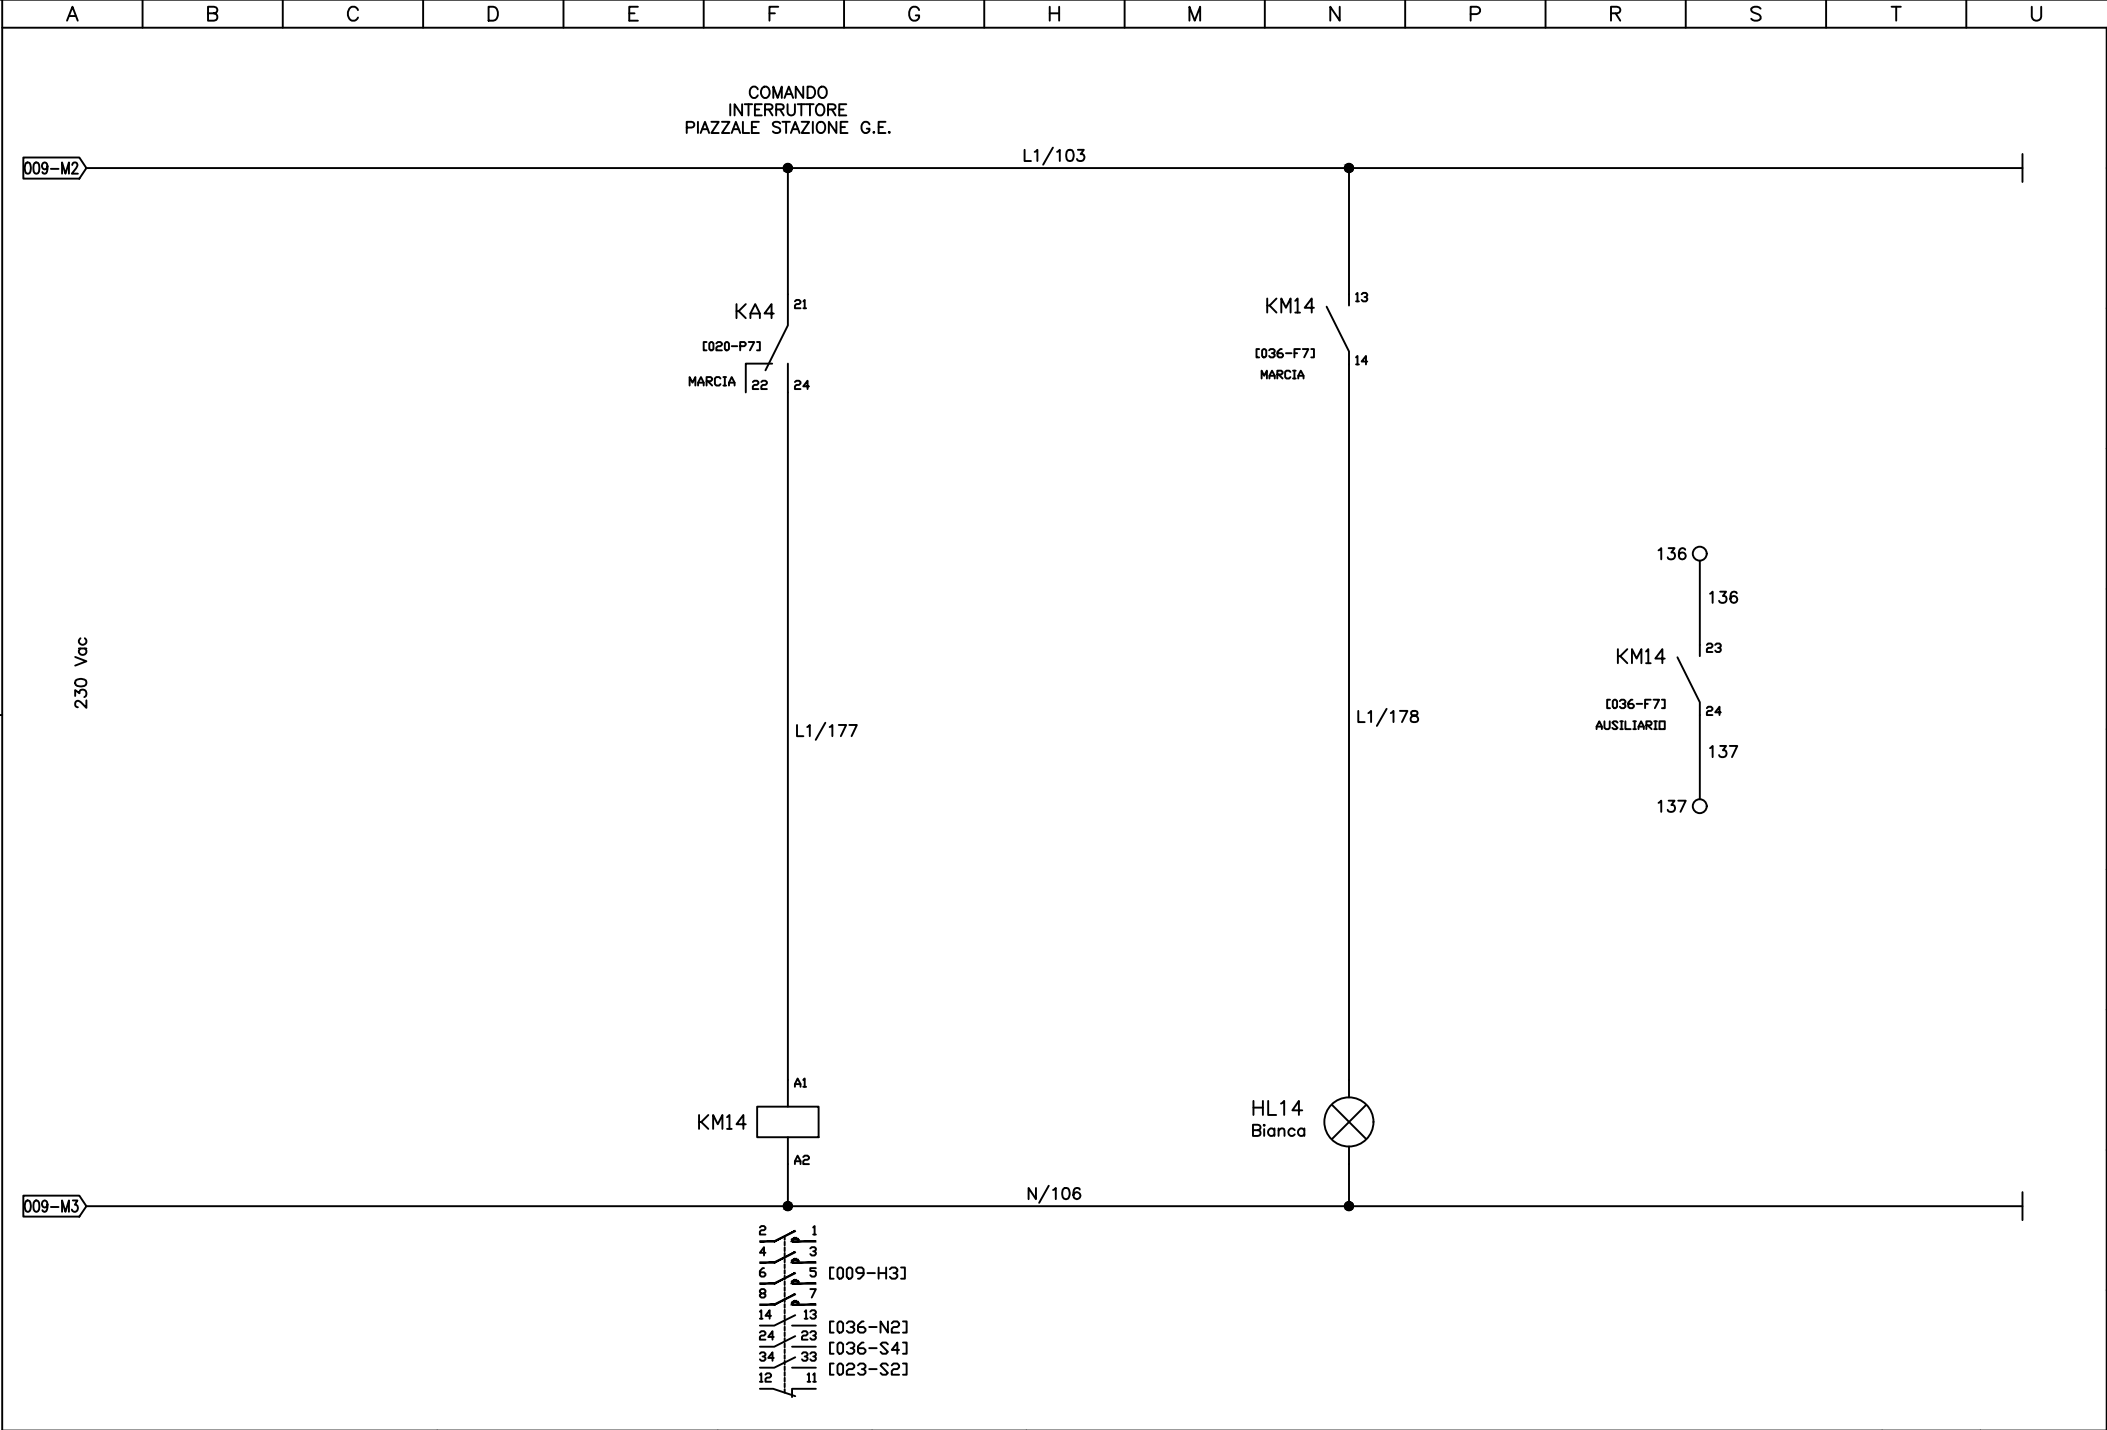 A B C D E F G H M N P R S T U
COMANDO
INTERRUTTORE
PIAZZALE STAZIONE G.E.
009-M2
L1/103
KA4
21
[020-P7]
MARCIA
22
24
KM14
13
[036-F7]
14
MARCIA
136
136
KM14
23
[036-F7]
24
AUSILIARIO
137
137
230 Vac
L1/177
L1/178
A1
KM14
A2
HL14
Bianca
009-M3
N/106
2 1
4 3
6 5 [009-H3]
8 7
14 13 [036-N2]
24 23 [036-S4]
34 33 [023-S2]
12 11